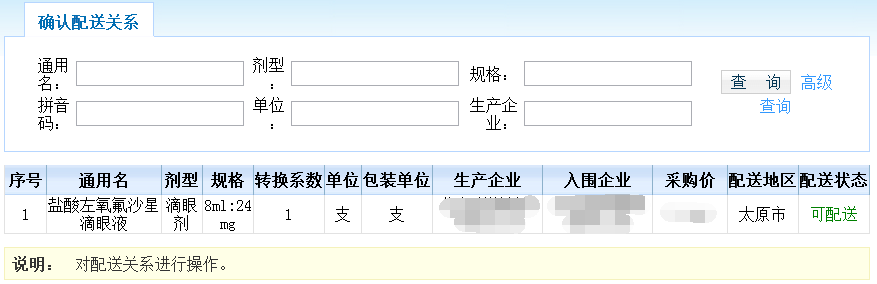 确认配送关系
通用名：
剂型：
规格：
查 询
高级查询
拼音码：
单位：
生产企业：
序号 通用名 剂型 规格 转换系数 单位 包装单位 生产企业 入围企业 采购价 配送地区 配送状态
1 盐酸左氧氟沙星滴眼液 滴眼剂 8ml:24mg 1 支 支 太原市 可配送
说明： 对配送关系进行操作。